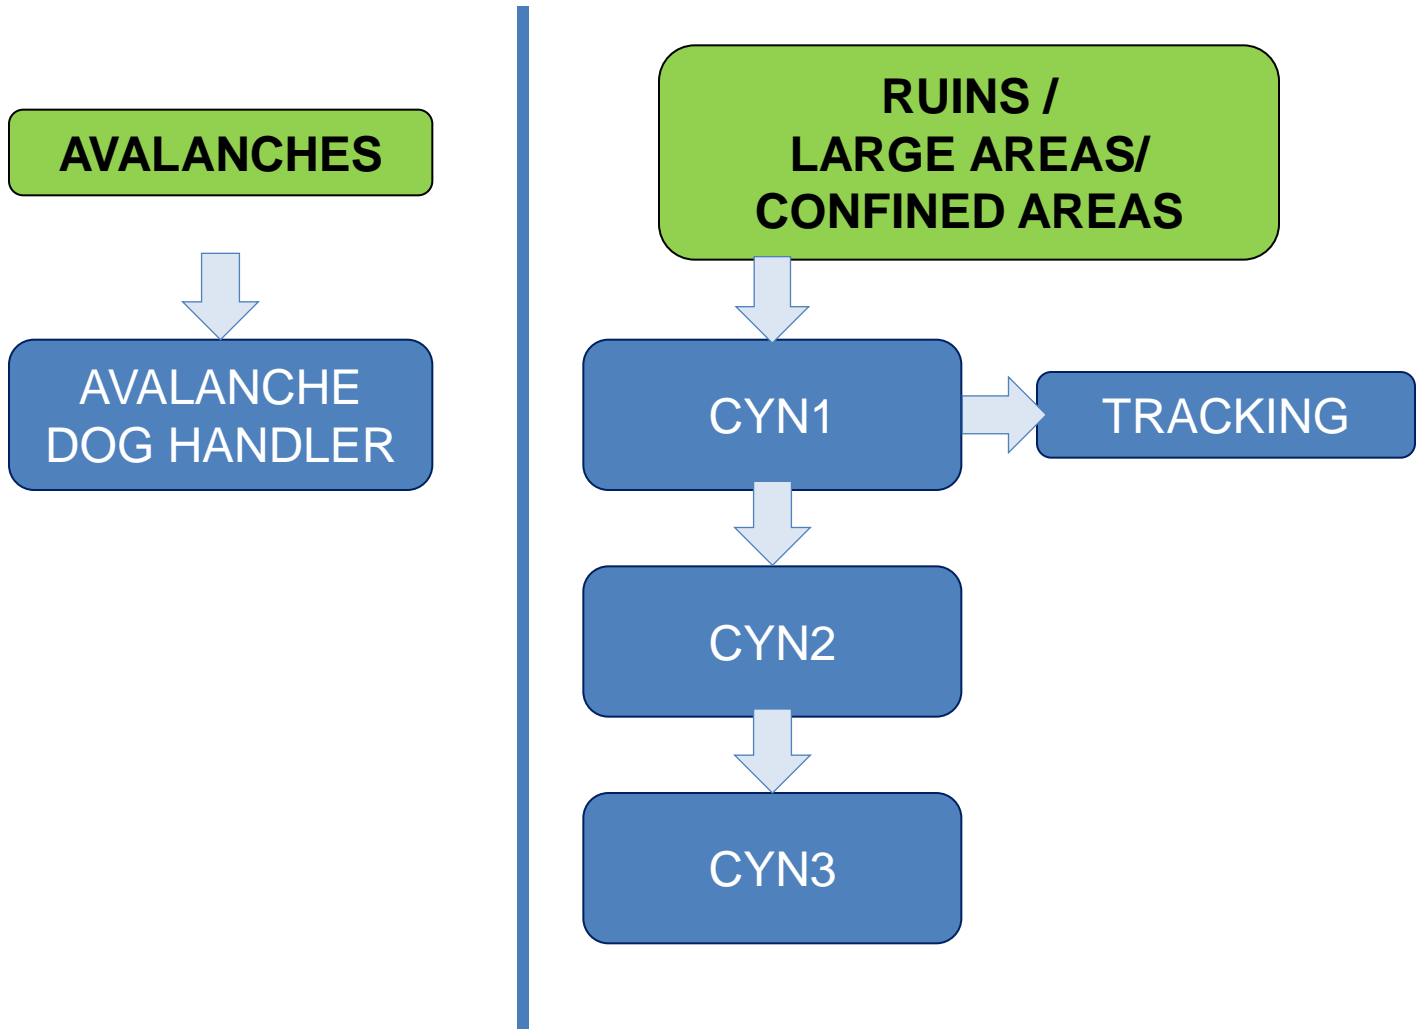 AVALANCHES
AVALANCHE
DOG HANDLER
RUINS /
LARGE AREAS/
CONFINED AREAS
CYN1
TRACKING
CYN2
CYN3